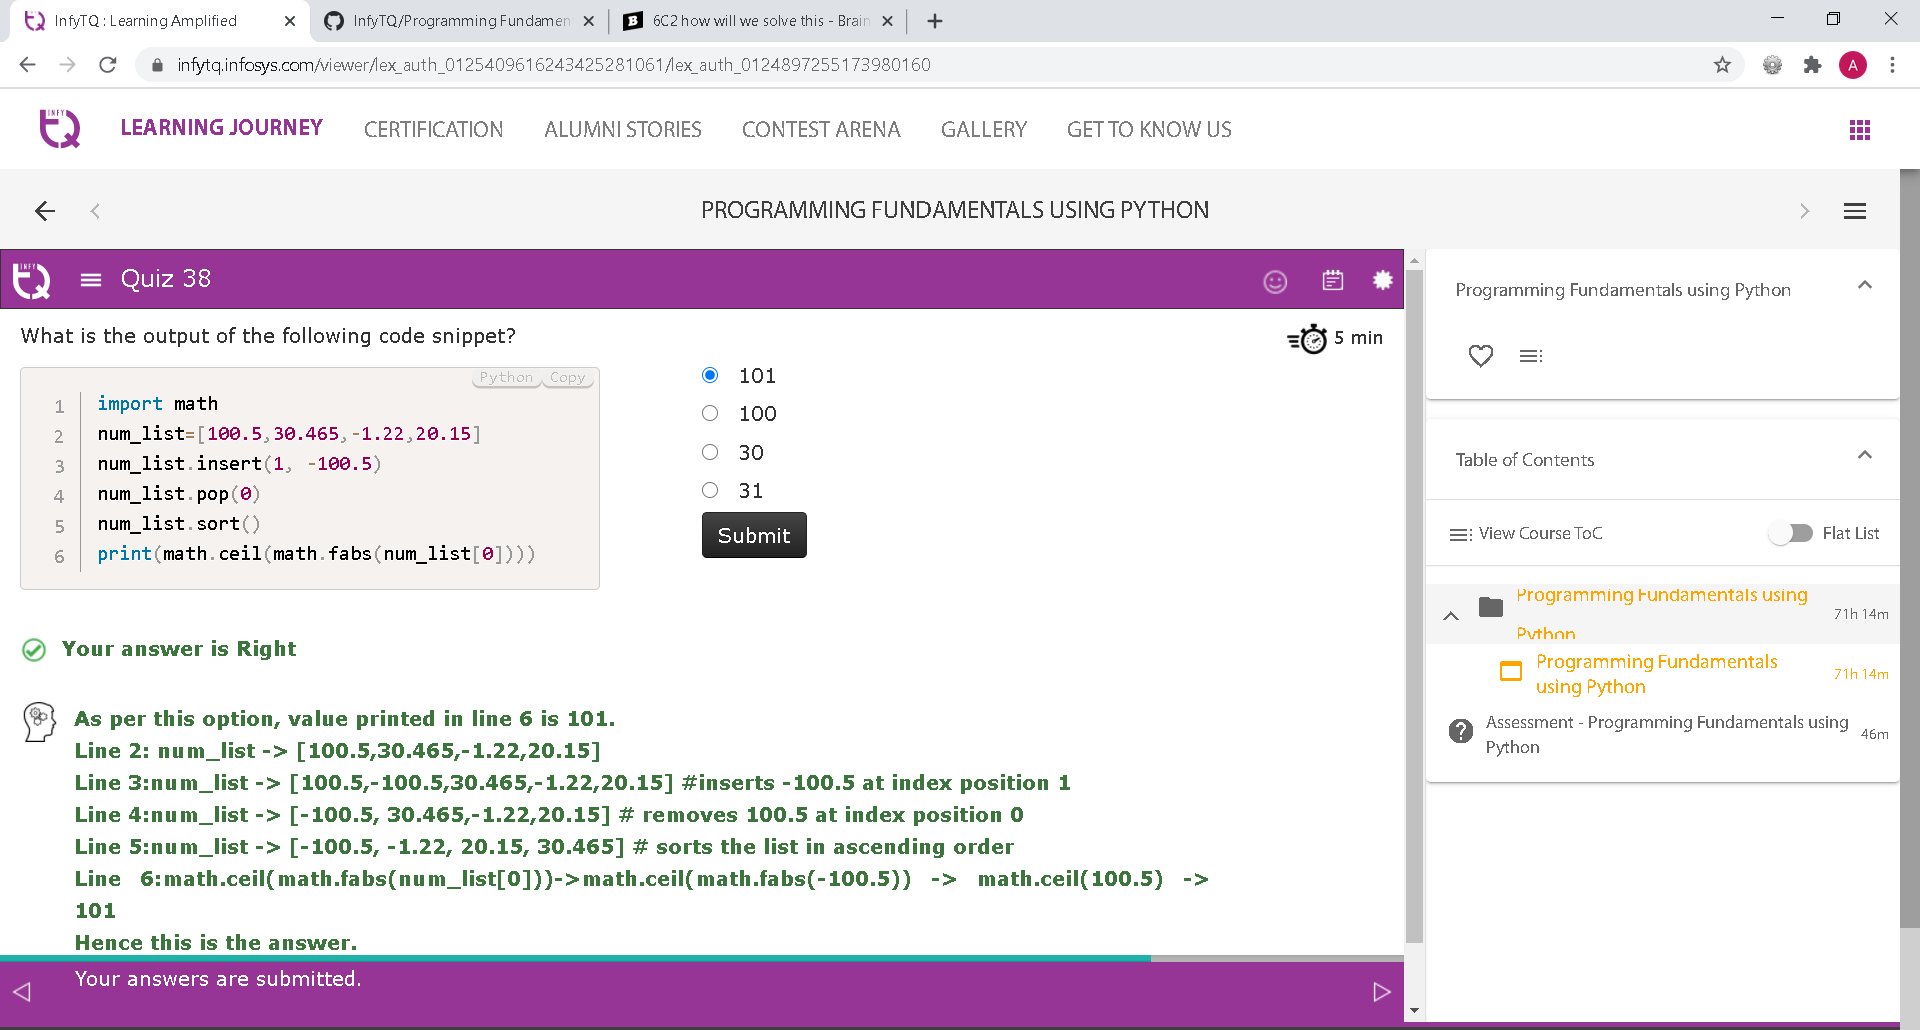 InfyTQ : Learning Amplified
InfyTQ/Programming Fundamen
6C2 how will we solve this - Brain
infytq.infosys.com/viewer/lex_auth_0125409616243425281061/lex_auth_0124897255173980160
A
INFY
LEARNING JOURNEY
CERTIFICATION
ALUMNI STORIES
CONTEST ARENA
GALLERY
GET TO KNOW US
PROGRAMMING FUNDAMENTALS USING PYTHON
INFY
Quiz 38
What is the output of the following code snippet?
5 min
Python Copy
1 import math
2 num_list=[100.5,30.465,-1.22,20.15]
3 num_list.insert(1, -100.5)
4 num_list.pop(0)
5 num_list.sort()
6 print(math.ceil(math.fabs(num_list[0])))
101
100
30
31
Submit
Your answer is Right
As per this option, value printed in line 6 is 101.
Line 2: num_list -> [100.5,30.465,-1.22,20.15]
Line 3:num_list -> [100.5,-100.5,30.465,-1.22,20.15] #inserts -100.5 at index position 1
Line 4:num_list -> [-100.5, 30.465,-1.22,20.15] # removes 100.5 at index position 0
Line 5:num_list -> [-100.5, -1.22, 20.15, 30.465] # sorts the list in ascending order
Line 6:math.ceil(math.fabs(num_list[0]))->math.ceil(math.fabs(-100.5)) -> math.ceil(100.5) ->
101
Hence this is the answer.
Your answers are submitted.
Programming Fundamentals using Python
Table of Contents
View Course ToC
Flat List
Programming Fundamentals using
Python
71h 14m
Programming Fundamentals
using Python
71h 14m
Assessment - Programming Fundamentals using
Python
46m